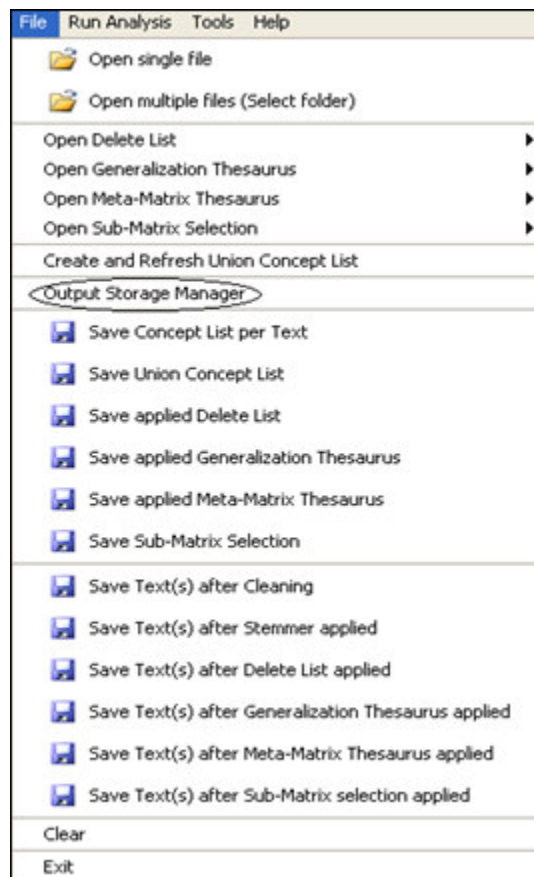 File Run Analysis Tools Help
Open single file
Open multiple files (Select folder)
Open Delete List
Open Generalization Thesaurus
Open Meta-Matrix Thesaurus
Open Sub-Matrix Selection
Create and Refresh Union Concept List
Output Storage Manager
Save Concept List per Text
Save Union Concept List
Save applied Delete List
Save applied Generalization Thesaurus
Save applied Meta-Matrix Thesaurus
Save Sub-Matrix Selection
Save Text(s) after Cleaning
Save Text(s) after Stemmer applied
Save Text(s) after Delete List applied
Save Text(s) after Generalization Thesaurus applied
Save Text(s) after Meta-Matrix Thesaurus applied
Save Text(s) after Sub-Matrix selection applied
Clear
Exit